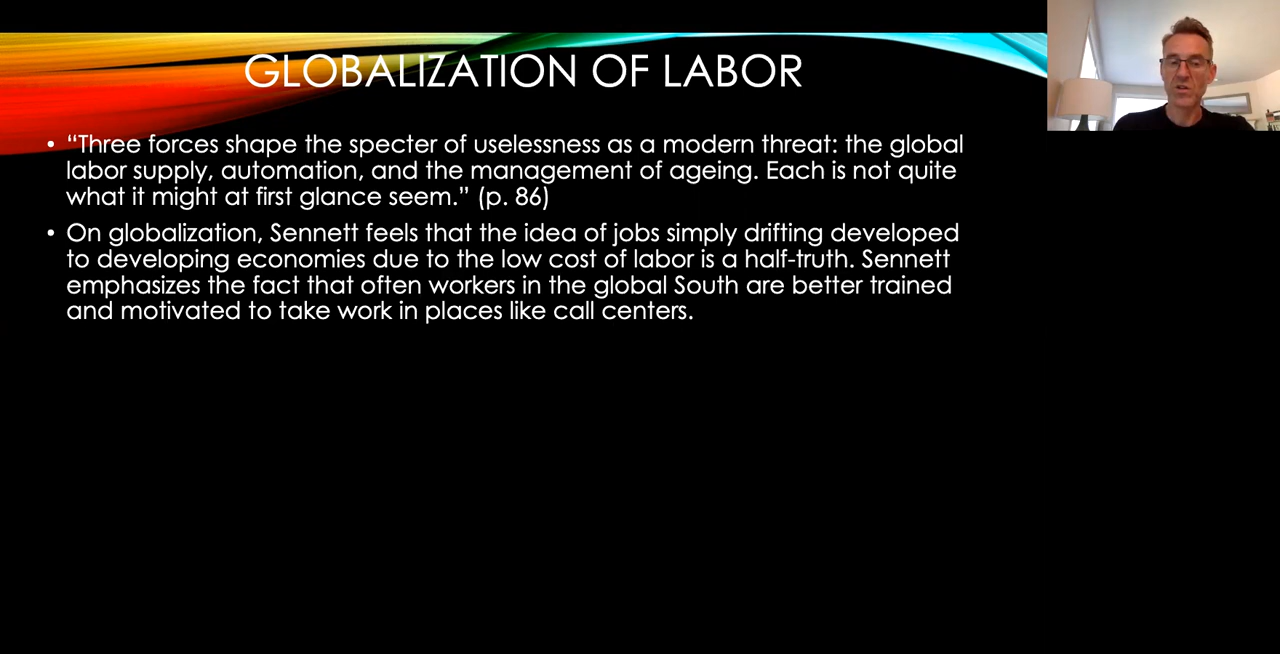 GLOBALIZATION OF LABOR
• “Three forces shape the specter of uselessness as a modern threat: the global
labor supply, automation, and the management of ageing. Each is not quite
what it might at first glance seem.” (p. 86)
• On globalization, Sennett feels that the idea of jobs simply drifting developed
to developing economies due to the low cost of labor is a half-truth. Sennett
emphasizes the fact that often workers in the global South are better trained
and motivated to take work in places like call centers.